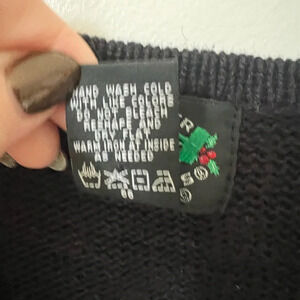 HAND WASH COLD
WITH LIKE COLORS
DO NOT BLEACH
RESHAPE AND
DRY FLAT
WARM IRON AT INSIDE
AS NEEDED